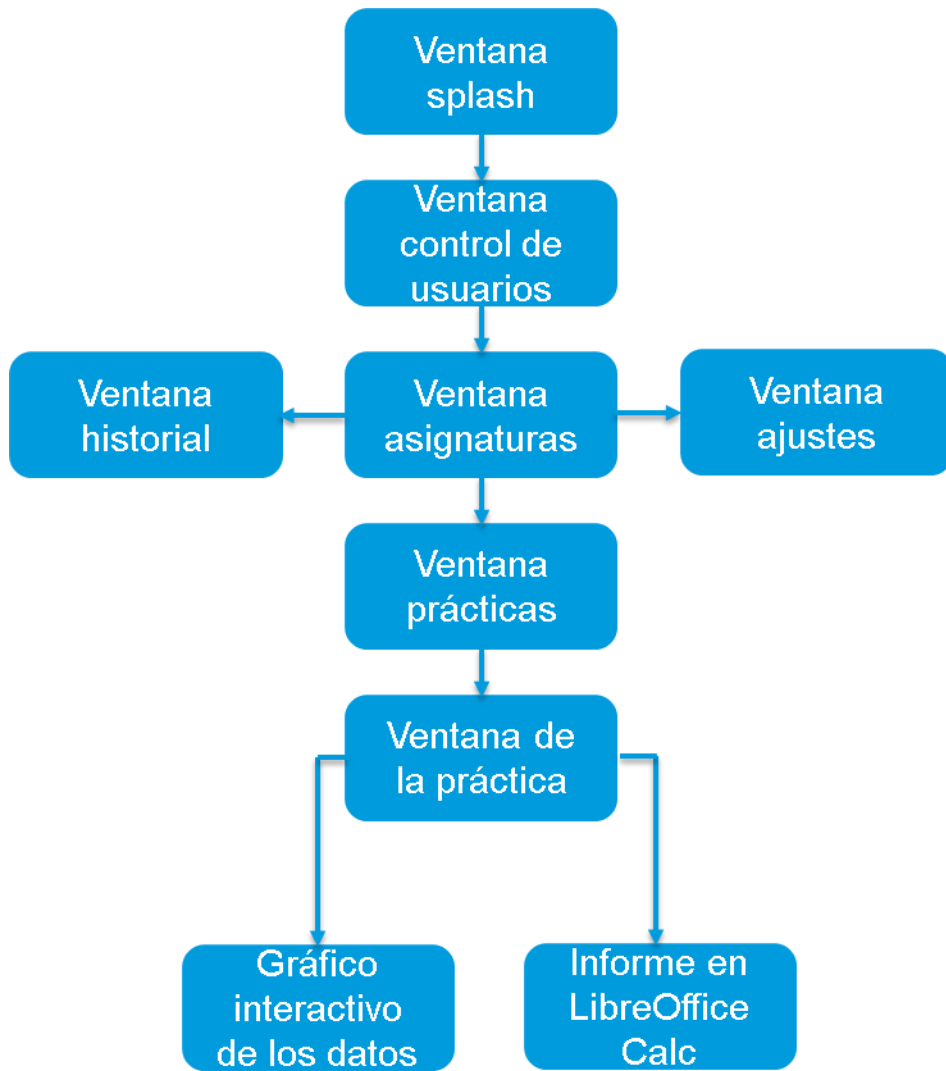 Ventana
splash
Ventana
control de
usuarios
Ventana
historial
Ventana
asignaturas
Ventana
ajustes
Ventana
prácticas
Ventana de
la práctica
Gráfico
interactivo
de los datos
Informe en
LibreOffice
Calc